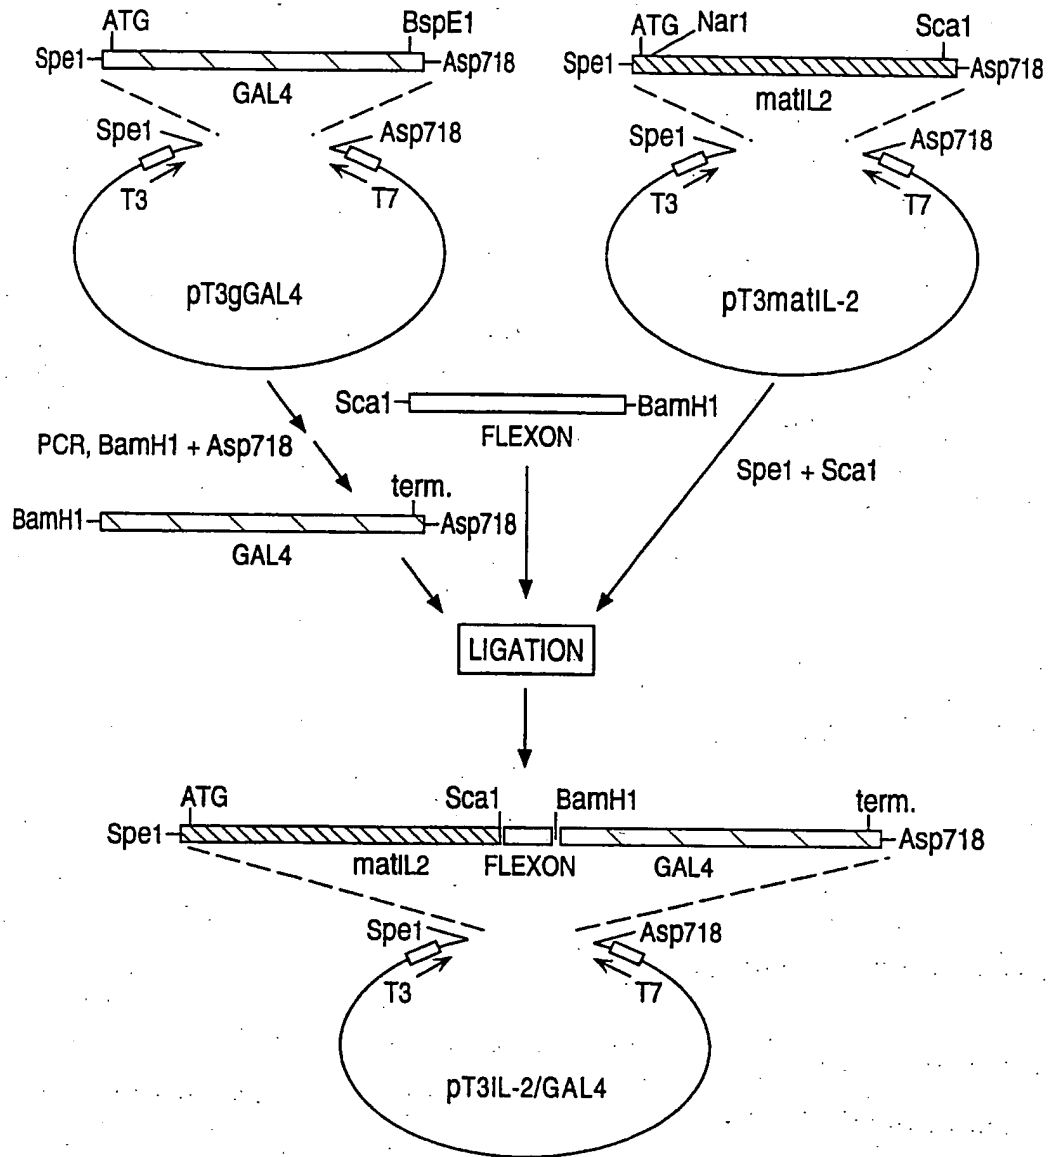 ATG
BspE1
Spe1
Asp718
GAL4
Spe1
Asp718
T3
T7
pT3gGAL4
ATG
Nar1
Sca1
Spe1
Asp718
matIL2
Spe1
Asp718
T3
T7
pT3matIL-2
Sca1
BamH1
FLEXON
PCR, BamH1 + Asp718
Spe1 + Sca1
term.
BamH1
Asp718
GAL4
LIGATION
ATG
Sca1
BamH1
term.
Spe1
Asp718
matIL2
FLEXON
GAL4
Spe1
Asp718
T3
T7
pT3IL-2/GAL4